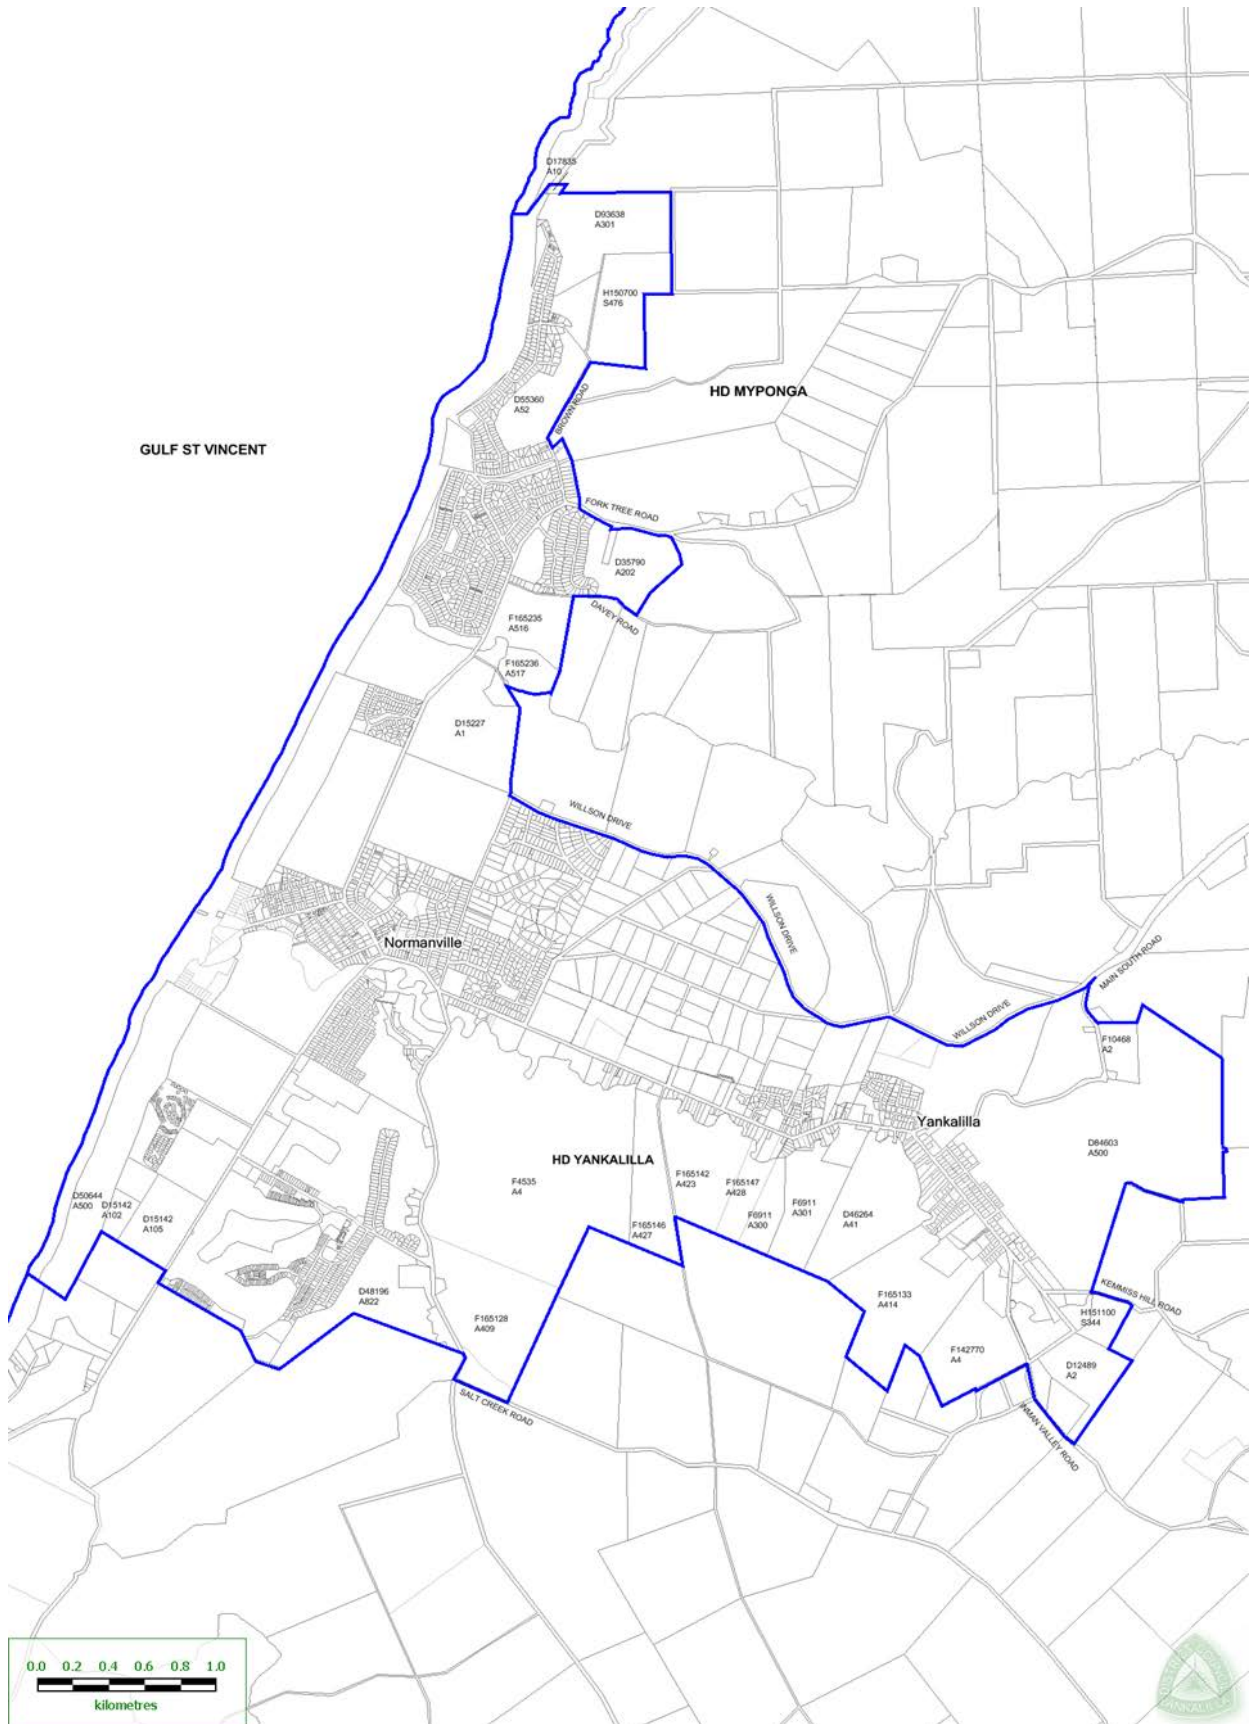 D17835
A10
D93638
A301
H150700
S476
D55360
A52
BROWN ROAD
HD MYPONGA
GULF ST VINCENT
FORK TREE ROAD
D35790
A202
DAVEY ROAD
F165235
A516
F165236
A517
D15227
A1
WILLSON DRIVE
WILLSON DRIVE
Normanville
MAIN SOUTH ROAD
WILLSON DRIVE
F10468
A2
Yankalilla
D84603
A500
HD YANKALILLA
F4535
A4
F165142
A423
F165147
A428
F6911
A301
F6911
A300
D46264
A41
F165146
A427
D50644
A500
D15142
A102
D15142
A105
KEMMISS HILL ROAD
D48196
A822
F165133
A414
H151100
S344
F165128
A409
F142770
A4
D12489
A2
SALT CREEK ROAD
INMAN VALLEY ROAD
0.0 0.2 0.4 0.6 0.8 1.0
kilometres
YANKALILLA